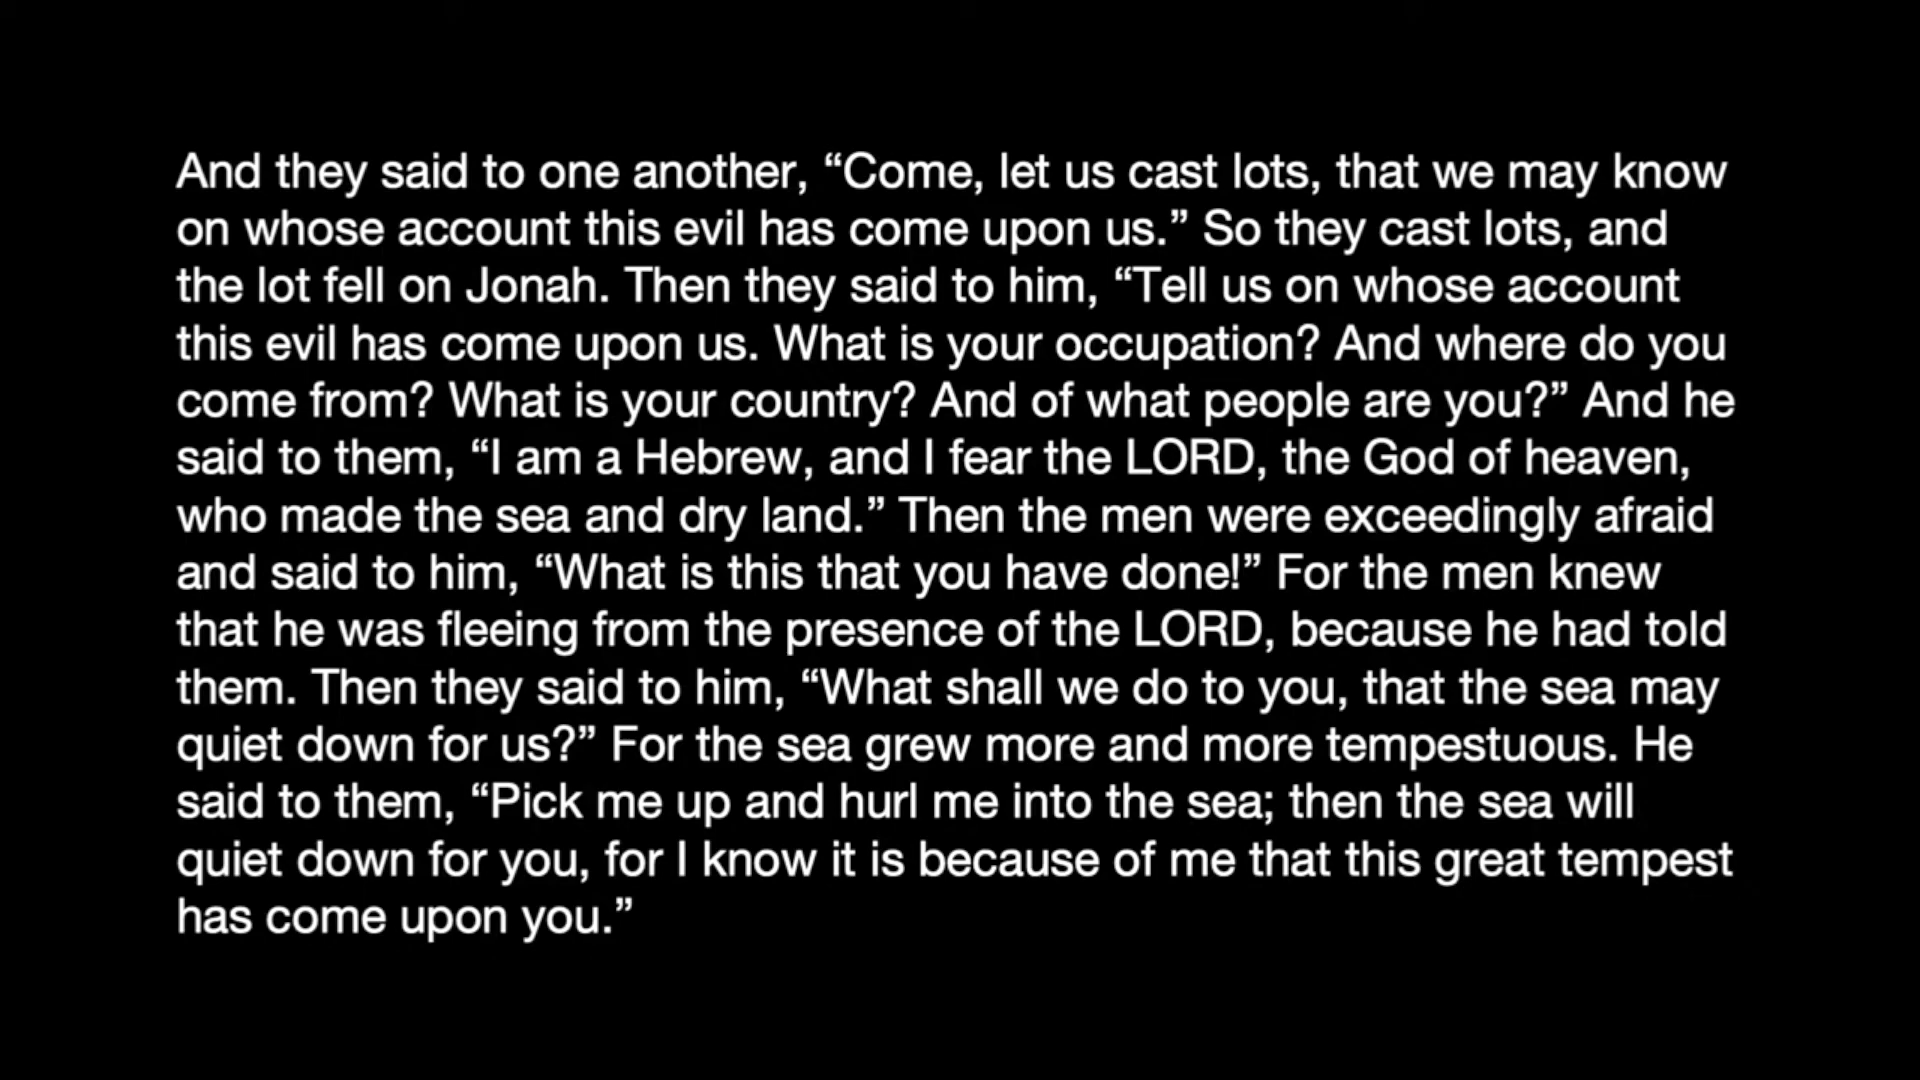 And they said to one another, “Come, let us cast lots, that we may know
on whose account this evil has come upon us.” So they cast lots, and
the lot fell on Jonah. Then they said to him, “Tell us on whose account
this evil has come upon us. What is your occupation? And where do you
come from? What is your country? And of what people are you?” And he
said to them, “I am a Hebrew, and I fear the LORD, the God of heaven,
who made the sea and dry land.” Then the men were exceedingly afraid
and said to him, “What is this that you have done!” For the men knew
that he was fleeing from the presence of the LORD, because he had told
them. Then they said to him, “What shall we do to you, that the sea may
quiet down for us?” For the sea grew more and more tempestuous. He
said to them, “Pick me up and hurl me into the sea; then the sea will
quiet down for you, for I know it is because of me that this great tempest
has come upon you.”